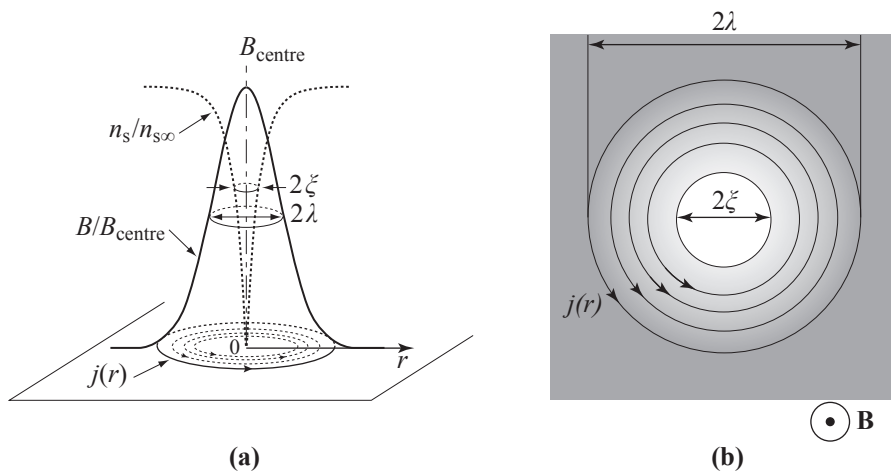 B_centre
n_s/n_s∞
2ξ
2λ
B/B_centre
0
r
j(r)
(a)
2λ
2ξ
j(r)
B
(b)